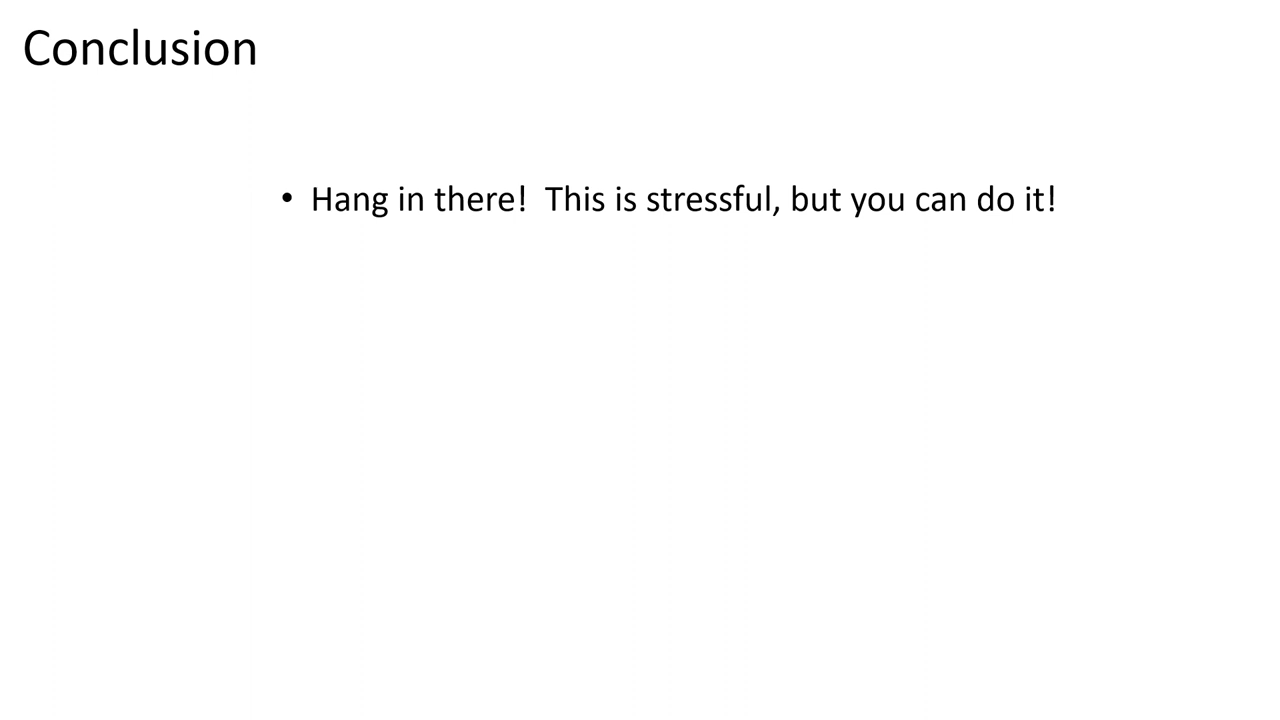 Conclusion
• Hang in there!  This is stressful, but you can do it!